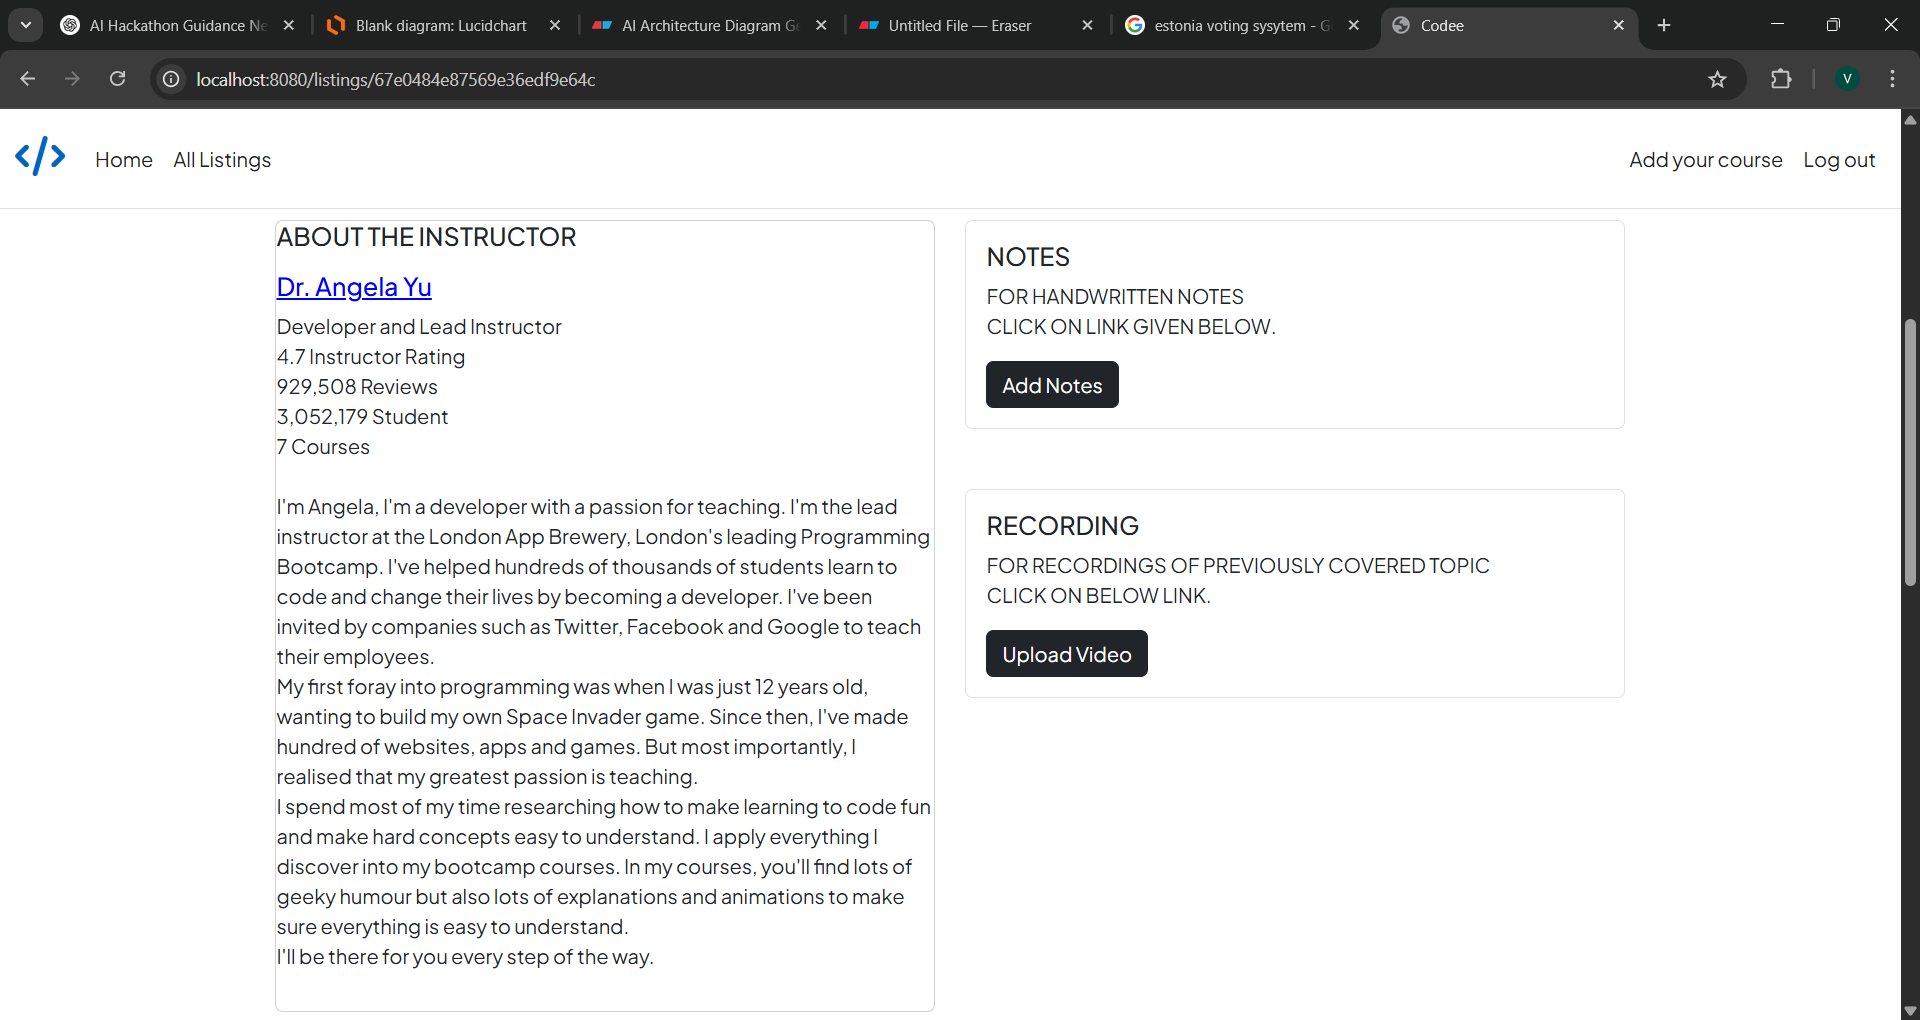 AI Hackathon Guidance Ne
Blank diagram: Lucidchart
AI Architecture Diagram Ge
Untitled File — Eraser
estonia voting sysytem - G
Codee
localhost:8080/listings/67e0484e87569e36edf9e64c
V
</>
Home
All Listings
Add your course
Log out
ABOUT THE INSTRUCTOR
Dr. Angela Yu
Developer and Lead Instructor
4.7 Instructor Rating
929,508 Reviews
3,052,179 Student
7 Courses
I'm Angela, I'm a developer with a passion for teaching. I'm the lead
instructor at the London App Brewery, London's leading Programming
Bootcamp. I've helped hundreds of thousands of students learn to
code and change their lives by becoming a developer. I've been
invited by companies such as Twitter, Facebook and Google to teach
their employees.
My first foray into programming was when I was just 12 years old,
wanting to build my own Space Invader game. Since then, I've made
hundred of websites, apps and games. But most importantly, I
realised that my greatest passion is teaching.
I spend most of my time researching how to make learning to code fun
and make hard concepts easy to understand. I apply everything I
discover into my bootcamp courses. In my courses, you'll find lots of
geeky humour but also lots of explanations and animations to make
sure everything is easy to understand.
I'll be there for you every step of the way.
NOTES
FOR HANDWRITTEN NOTES
CLICK ON LINK GIVEN BELOW.
Add Notes
RECORDING
FOR RECORDINGS OF PREVIOUSLY COVERED TOPIC
CLICK ON BELOW LINK.
Upload Video